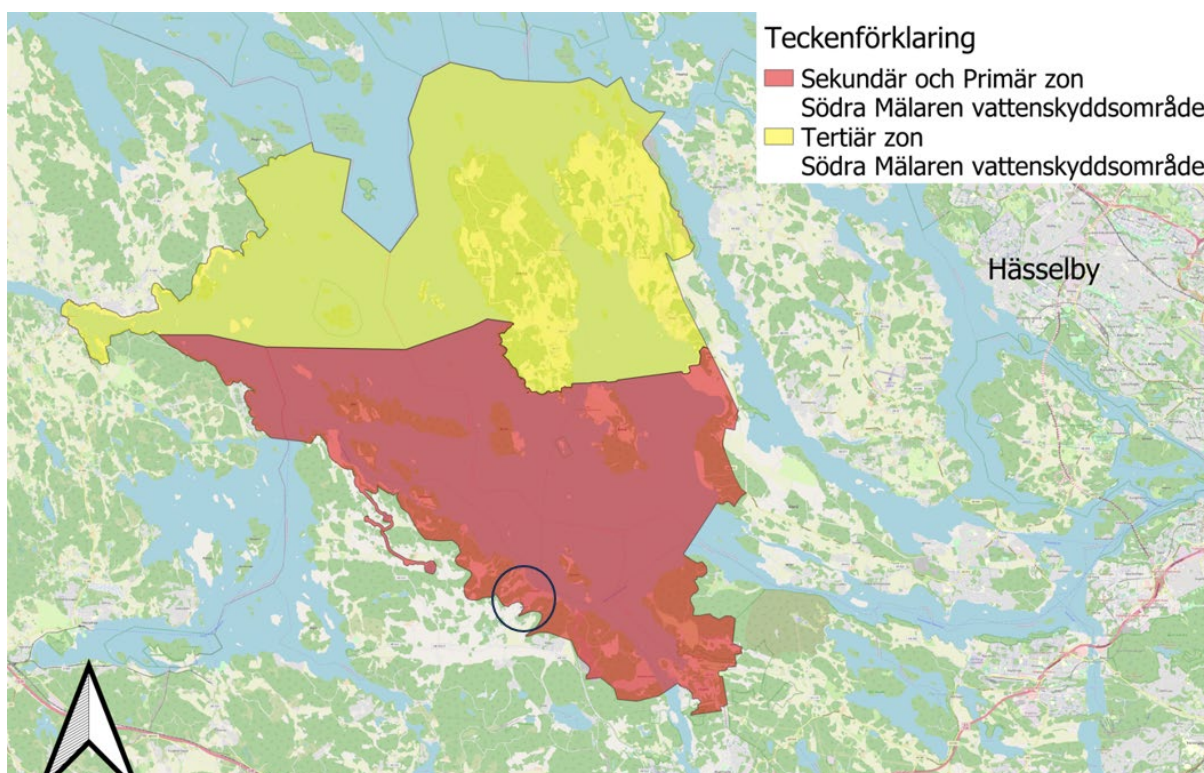 Teckenförklaring
Sekundär och Primär zon
Södra Mälaren vattenskyddsområde
Tertiär zon
Södra Mälaren vattenskyddsområde
Hässelby